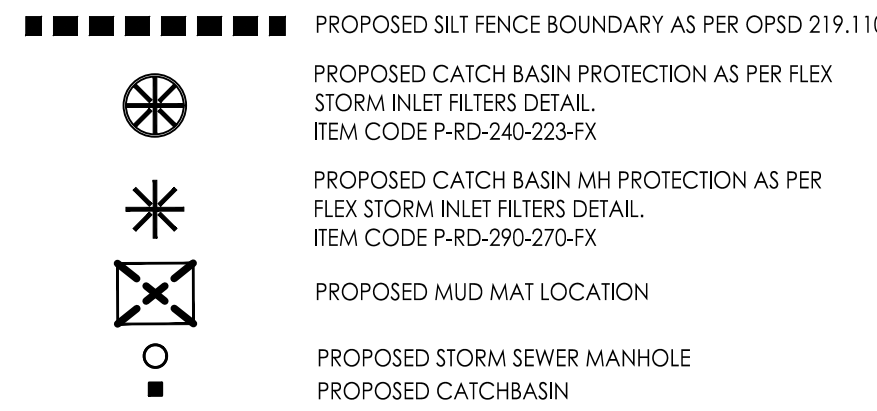 PROPOSED SILT FENCE BOUNDARY AS PER OPSD 219.110
PROPOSED CATCH BASIN PROTECTION AS PER FLEX
STORM INLET FILTERS DETAIL.
ITEM CODE P-RD-240-223-FX
PROPOSED CATCH BASIN MH PROTECTION AS PER
FLEX STORM INLET FILTERS DETAIL.
ITEM CODE P-RD-290-270-FX
PROPOSED MUD MAT LOCATION
PROPOSED STORM SEWER MANHOLE
PROPOSED CATCHBASIN